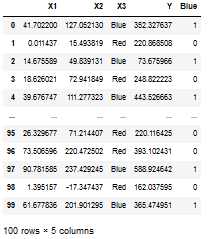 X1 X2 X3 Y Blue
0 41.702200 127.052130 Blue 352.327637 1
1 0.011437 15.493819 Red 220.868508 0
2 14.675589 49.839131 Blue 73.675966 1
3 18.626021 72.941849 Red 248.822223 0
4 39.676747 111.277323 Blue 443.526663 1
... ... ... ... ... ...
95 26.329677 71.214407 Red 220.116425 0
96 73.506596 220.472502 Red 393.102431 0
97 90.781585 237.429245 Blue 588.924642 1
98 1.395157 -17.347437 Red 162.037595 0
99 61.677836 201.901295 Blue 365.474951 1
100 rows × 5 columns